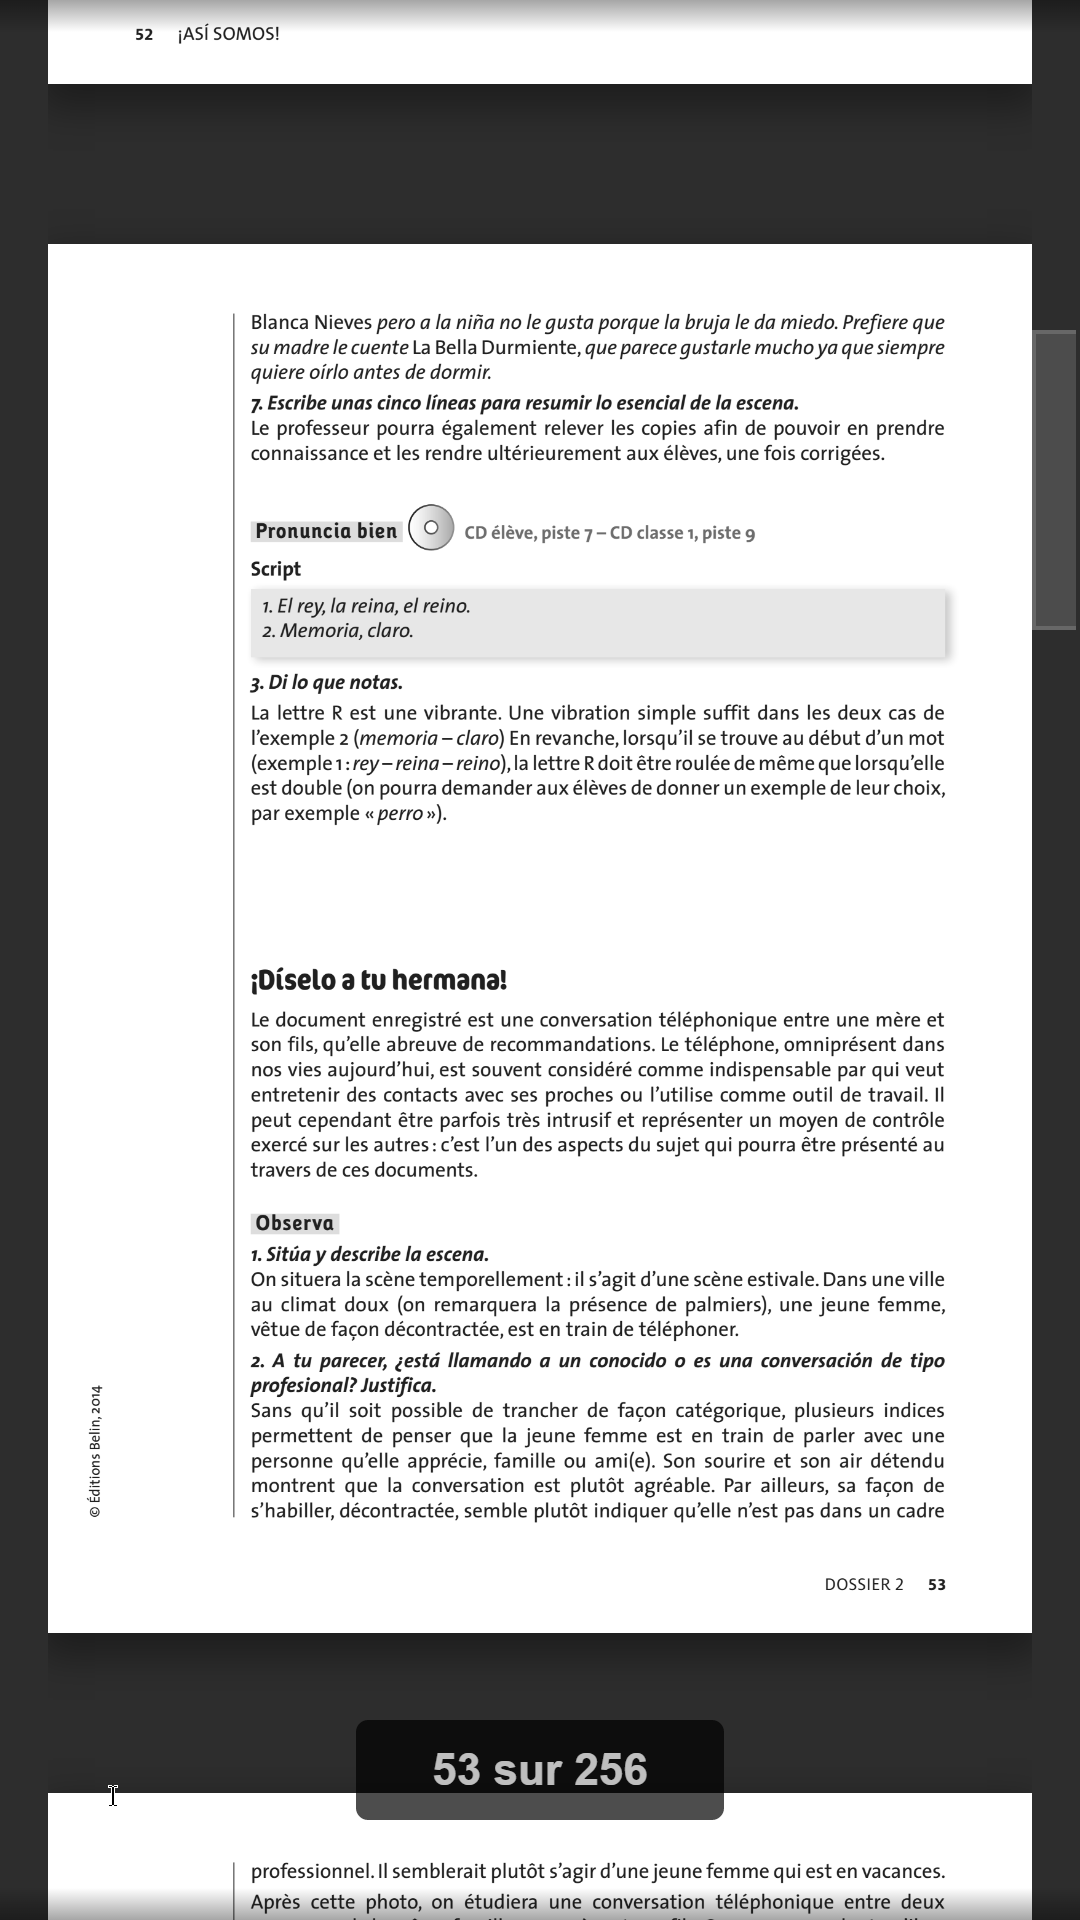 52 ¡ASÍ SOMOS!
Blanca Nieves pero a la niña no le gusta porque la bruja le da miedo. Prefiere que
su madre le cuente La Bella Durmiente, que parece gustarle mucho ya que siempre
quiere oírlo antes de dormir.
7. Escribe unas cinco líneas para resumir lo esencial de la escena.
Le professeur pourra également relever les copies afin de pouvoir en prendre
connaissance et les rendre ultérieurement aux élèves, une fois corrigées.
Pronuncia bien CD élève, piste 7 – CD classe 1, piste 9
Script
1. El rey, la reina, el reino.
2. Memoria, claro.
3. Di lo que notas.
La lettre R est une vibrante. Une vibration simple suffit dans les deux cas de
l’exemple 2 (memoria – claro) En revanche, lorsqu’il se trouve au début d’un mot
(exemple 1 : rey – reina – reino), la lettre R doit être roulée de même que lorsqu’elle
est double (on pourra demander aux élèves de donner un exemple de leur choix,
par exemple « perro »).
¡Díselo a tu hermana!
Le document enregistré est une conversation téléphonique entre une mère et
son fils, qu’elle abreuve de recommandations. Le téléphone, omniprésent dans
nos vies aujourd’hui, est souvent considéré comme indispensable par qui veut
entretenir des contacts avec ses proches ou l’utilise comme outil de travail. Il
peut cependant être parfois très intrusif et représenter un moyen de contrôle
exercé sur les autres : c’est l’un des aspects du sujet qui pourra être présenté au
travers de ces documents.
Observa
1. Sitúa y describe la escena.
On situera la scène temporellement : il s’agit d’une scène estivale. Dans une ville
au climat doux (on remarquera la présence de palmiers), une jeune femme,
vêtue de façon décontractée, est en train de téléphoner.
2. A tu parecer, ¿está llamando a un conocido o es una conversación de tipo
profesional? Justifica.
Sans qu’il soit possible de trancher de façon catégorique, plusieurs indices
permettent de penser que la jeune femme est en train de parler avec une
personne qu’elle apprécie, famille ou ami(e). Son sourire et son air détendu
montrent que la conversation est plutôt agréable. Par ailleurs, sa façon de
s’habiller, décontractée, semble plutôt indiquer qu’elle n’est pas dans un cadre
© Éditions Belin, 2014
DOSSIER 2 53
53 sur 256
professionnel. Il semblerait plutôt s’agir d’une jeune femme qui est en vacances.
Après cette photo, on étudiera une conversation téléphonique entre deux